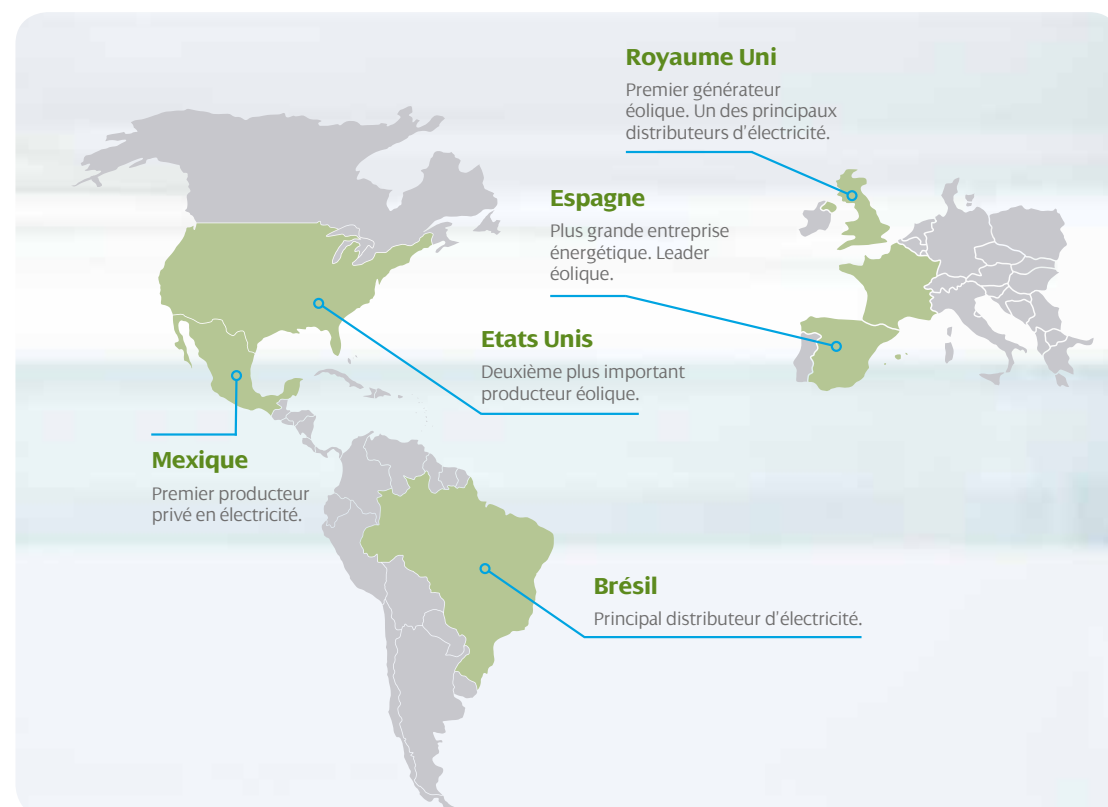 Royaume Uni
Premier générateur
éolique. Un des principaux
distributeurs d'électricité.
Espagne
Plus grande entreprise
énergétique. Leader
éolique.
Etats Unis
Deuxième plus important
producteur éolique.
Mexique
Premier producteur
privé en électricité.
Brésil
Principal distributeur d'électricité.